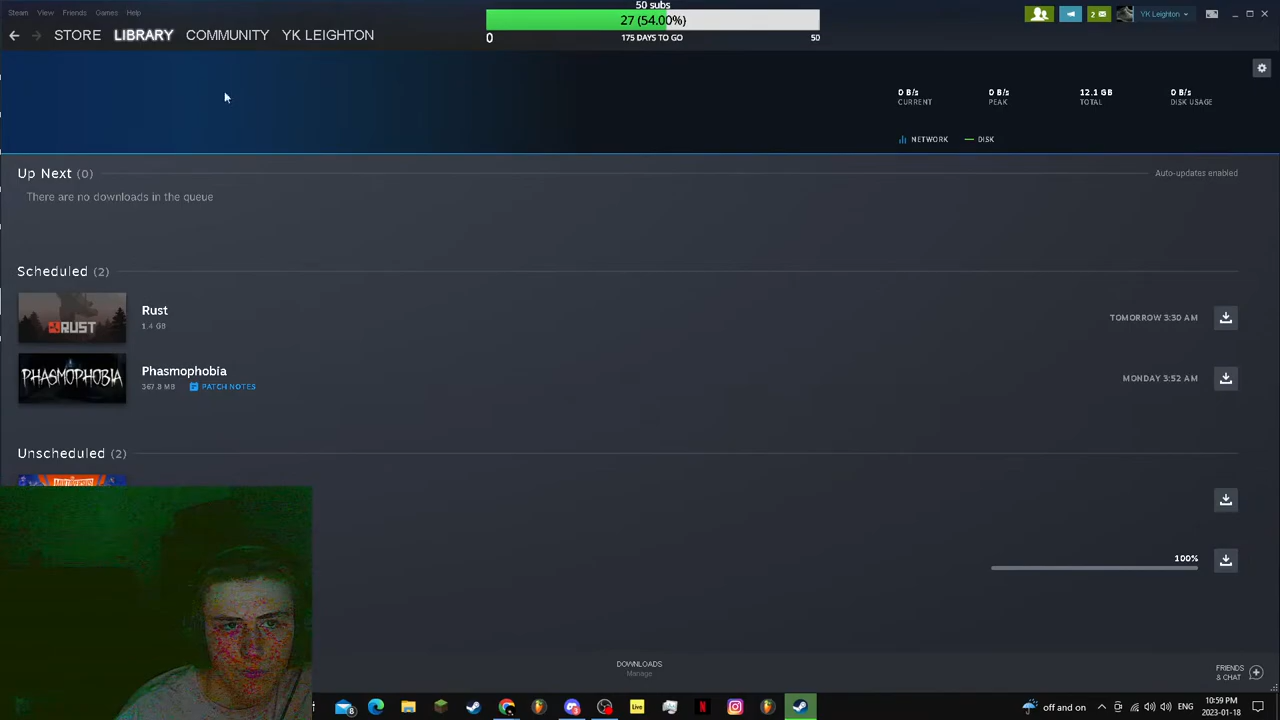 Steam View Friends Games Help
50 subs
27 (54.00%)
0 175 DAYS TO GO 50
2
YK Leighton
STORE LIBRARY COMMUNITY YK LEIGHTON
0 B/s 0 B/s 12.1 GB 0 B/s
CURRENT PEAK TOTAL DISK USAGE
NETWORK DISK
Up Next (0)
Auto-updates enabled
There are no downloads in the queue
Scheduled (2)
RUST
Rust
1.4 GB
TOMORROW 3:30 AM
PHASMOPHOBIA
Phasmophobia
367.8 MB PATCH NOTES
MONDAY 3:52 AM
Unscheduled (2)
100%
DOWNLOADS
Manage
FRIENDS
& CHAT
8
Live
N
off and on
10:59 PM
2023-01-18